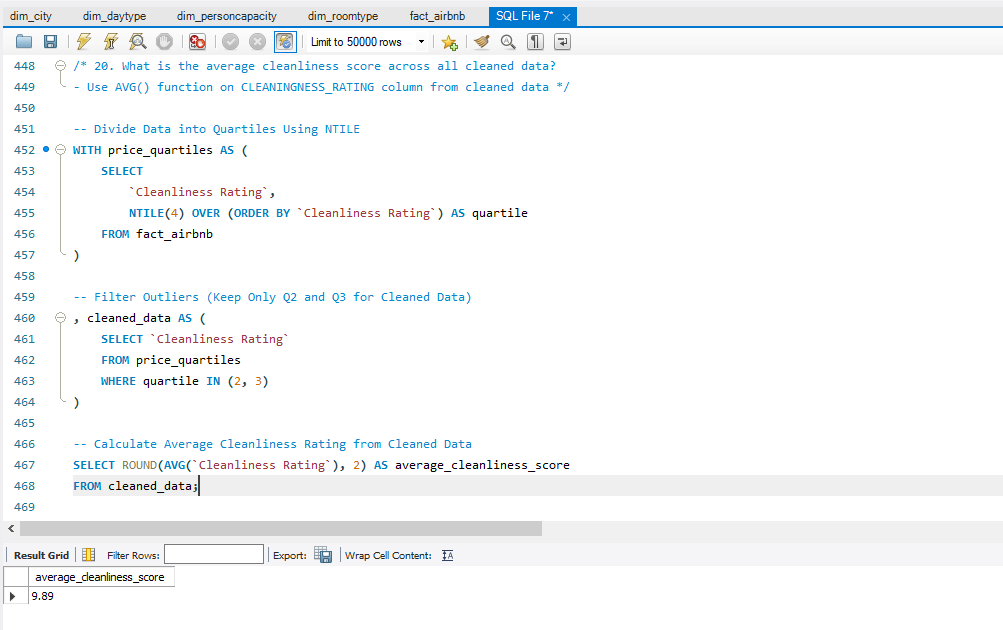 dim_city dim_daytype dim_personcapacity dim_roomtype fact_airbnb SQL File 7*
Limit to 50000 rows
448 /* 20. What is the average cleanliness score across all cleaned data?
449 - Use AVG() function on CLEANINGNESS_RATING column from cleaned data */
450
451 -- Divide Data into Quartiles Using NTILE
452 WITH price_quartiles AS (
453 SELECT
454 `Cleanliness Rating`,
455 NTILE(4) OVER (ORDER BY `Cleanliness Rating`) AS quartile
456 FROM fact_airbnb
457 )
458
459 -- Filter Outliers (Keep Only Q2 and Q3 for Cleaned Data)
460 , cleaned_data AS (
461 SELECT `Cleanliness Rating`
462 FROM price_quartiles
463 WHERE quartile IN (2, 3)
464 )
465
466 -- Calculate Average Cleanliness Rating from Cleaned Data
467 SELECT ROUND(AVG(`Cleanliness Rating`), 2) AS average_cleanliness_score
468 FROM cleaned_data;
469
Result Grid Filter Rows: Export: Wrap Cell Content:
average_cleanliness_score
9.89